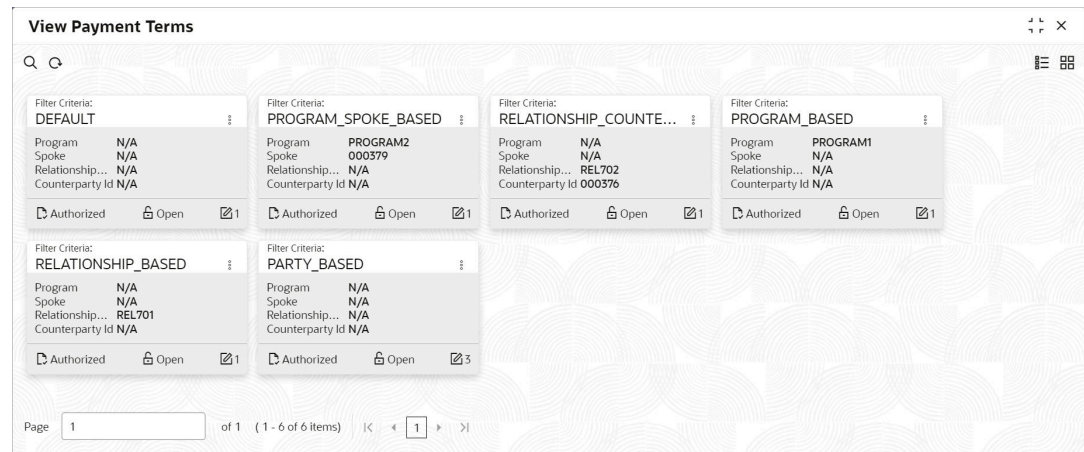 View Payment Terms
Filter Criteria:
DEFAULT
Program N/A
Spoke N/A
Relationship... N/A
Counterparty Id N/A
Authorized Open 1
Filter Criteria:
PROGRAM_SPOKE_BASED
Program PROGRAM2
Spoke 000379
Relationship... N/A
Counterparty Id N/A
Authorized Open 1
Filter Criteria:
RELATIONSHIP_COUNTE...
Program N/A
Spoke N/A
Relationship... REL702
Counterparty Id 000376
Authorized Open 1
Filter Criteria:
PROGRAM_BASED
Program PROGRAM1
Spoke N/A
Relationship... N/A
Counterparty Id N/A
Authorized Open 1
Filter Criteria:
RELATIONSHIP_BASED
Program N/A
Spoke N/A
Relationship... REL701
Counterparty Id N/A
Authorized Open 1
Filter Criteria:
PARTY_BASED
Program N/A
Spoke N/A
Relationship... N/A
Counterparty Id N/A
Authorized Open 3
Page 1 of 1 ( 1 - 6 of 6 items) 1